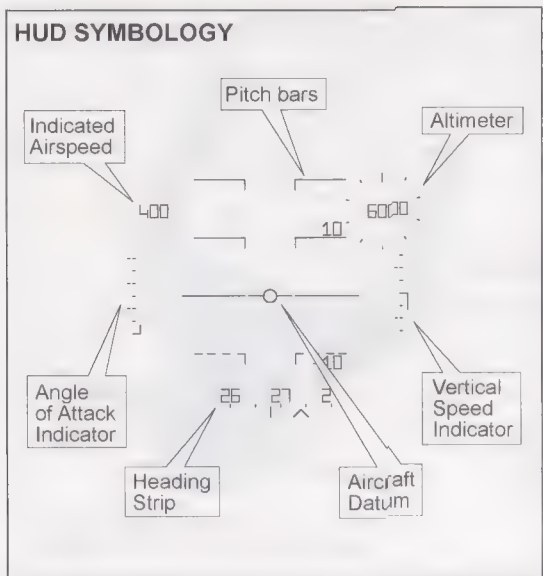 HUD SYMBOLOGY
Pitch bars
Indicated
Airspeed
Altimeter
400
6000
10
-10
Angle
of Attack
Indicator
26 . 27 . 2
Vertical
Speed
Indicator
Heading
Strip
Aircraft
Datum